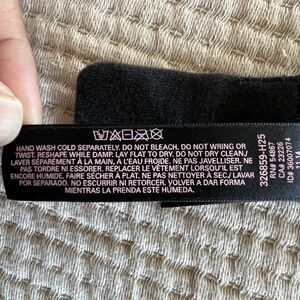 HAND WASH COLD SEPARATELY. DO NOT BLEACH. DO NOT WRING OR
TWIST. RESHAPE WHILE DAMP. LAY FLAT TO DRY. DO NOT DRY CLEAN/
LAVER SÉPARÉMENT À LA MAIN, À L'EAU FROIDE. NE PAS JAVELLISER. NE
PAS TORDRE NI ESSORER. REPLACER LE VÊTEMENT LORSQU'IL EST
ENCORE HUMIDE. FAIRE SÉCHER À PLAT. NE PAS NETTOYER À SEC/ LAVAR
POR SEPARADO. NO ESCURRIR NI RETORCER. VOLVER A DAR FORMA
MIENTRAS LA PRENDA ESTE HÚMEDA.
326859-H25
RN# 54867
CA# 23226
ID# 36007074